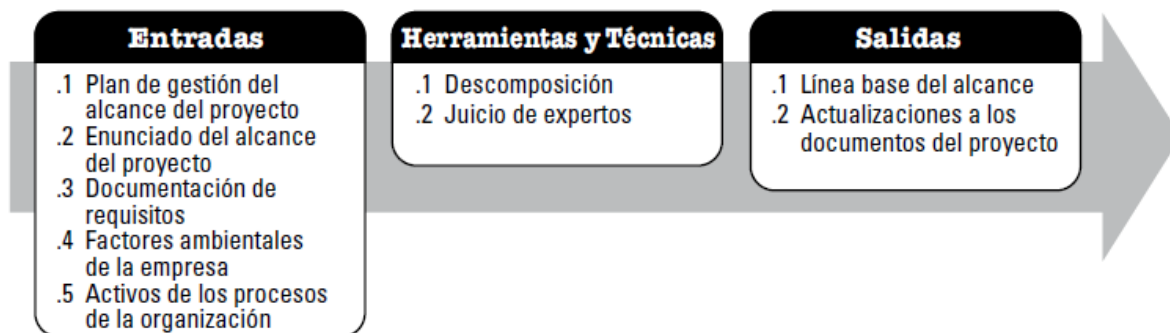 Entradas
.1 Plan de gestión del
alcance del proyecto
.2 Enunciado del alcance
del proyecto
.3 Documentación de
requisitos
.4 Factores ambientales
de la empresa
.5 Activos de los procesos
de la organización
Herramientas y Técnicas
.1 Descomposición
.2 Juicio de expertos
Salidas
.1 Línea base del alcance
.2 Actualizaciones a los
documentos del proyecto